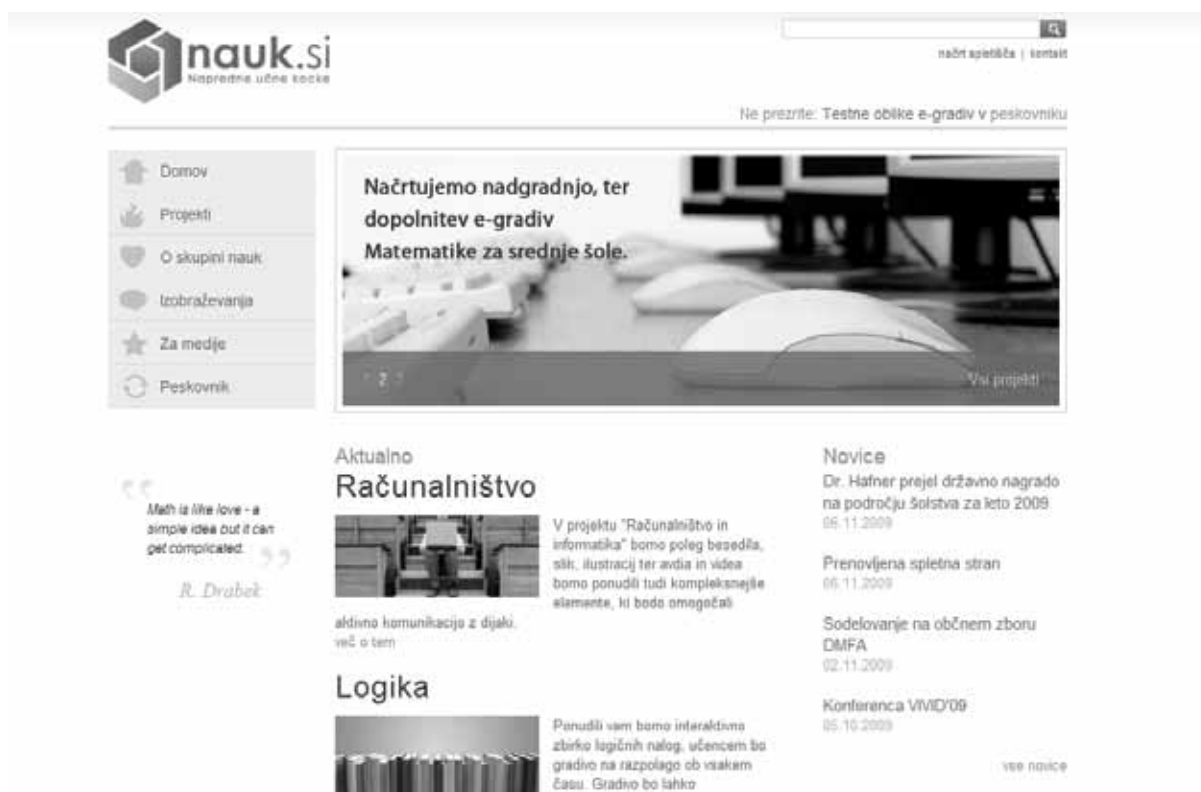 nauk.si
Napredne učne kocke
načrt spletišča | kontakt
Ne prezrite: Testne oblike e-gradiv v peskovniku
Domov
Projekti
O skupini nauk
Izobraževanja
Za medije
Peskovnik
Načrtujemo nadgradnjo, ter
dopolnitev e-gradiv
Matematike za srednje šole.
2
Vsi projekti
Math is like love - a
simple idea but it can
get complicated.
R. Drabek
Aktualno
Računalništvo
V projektu "Računalništvo in
informatika" bomo poleg besedila,
slik, ilustracij ter avdia in videa
bomo ponudili tudi kompleksnejše
elemente, ki bodo omogočali
aktivno komunikacijo z dijaki.
več o tem
Logika
Ponudili vam bomo interaktivno
zbirko logičnih nalog, učencem bo
gradivo na razpolago ob vsakem
času. Gradivo bo lahko
Novice
Dr. Hafner prejel državno nagrado
na področju šolstva za leto 2009
06.11.2009
Prenovljena spletna stran
06.11.2009
Sodelovanje na občnem zboru
DMFA
02.11.2009
Konferenca VIVID'09
05.10.2009
vse novice